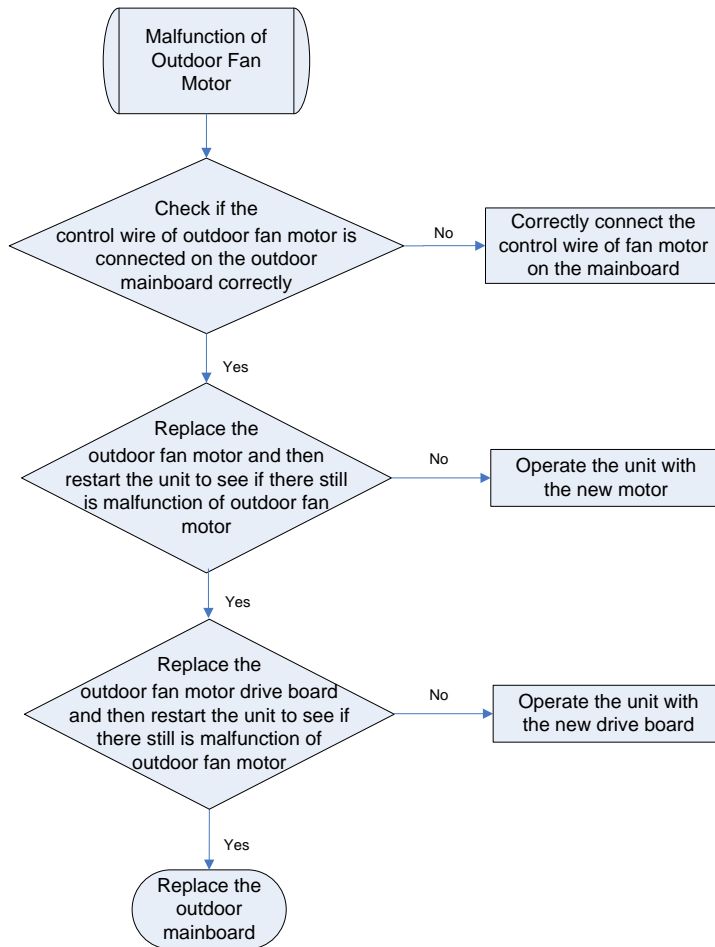 Malfunction of
Outdoor Fan
Motor
Check if the
control wire of outdoor fan motor is
connected on the outdoor
mainboard correctly
No
Correctly connect the
control wire of fan motor
on the mainboard
Yes
Replace the
outdoor fan motor and then
restart the unit to see if there still
is malfunction of outdoor fan
motor
No
Operate the unit with
the new motor
Yes
Replace the
outdoor fan motor drive board
and then restart the unit to see if
there still is malfunction of
outdoor fan motor
No
Operate the unit with
the new drive board
Yes
Replace the
outdoor
mainboard